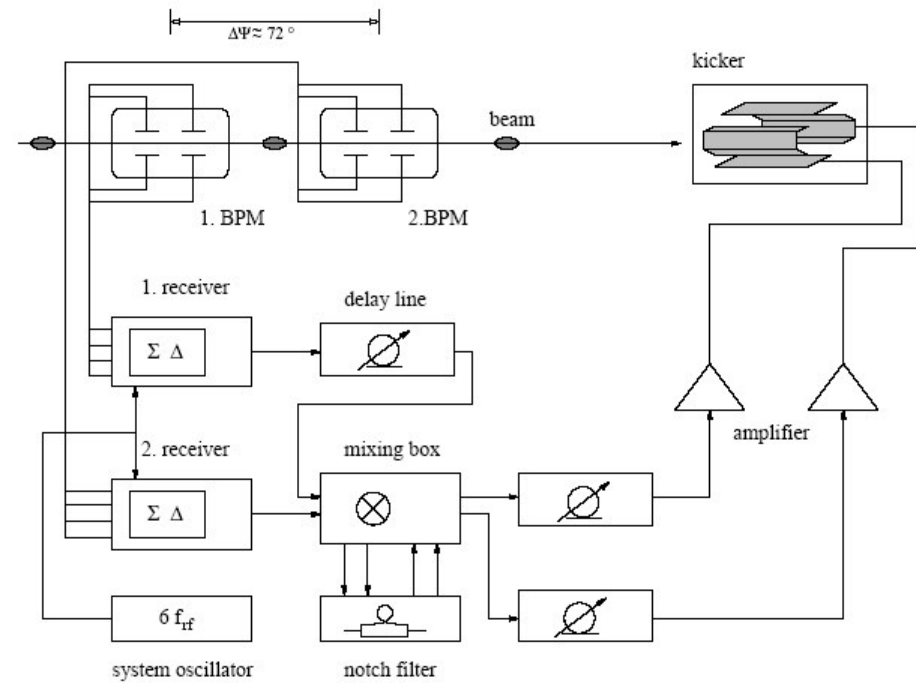 ΔΨ≈ 72 °
kicker
beam
1. BPM
2.BPM
1. receiver
delay line
Σ Δ
amplifier
2. receiver
mixing box
Σ Δ
6 f_rf
system oscillator
notch filter